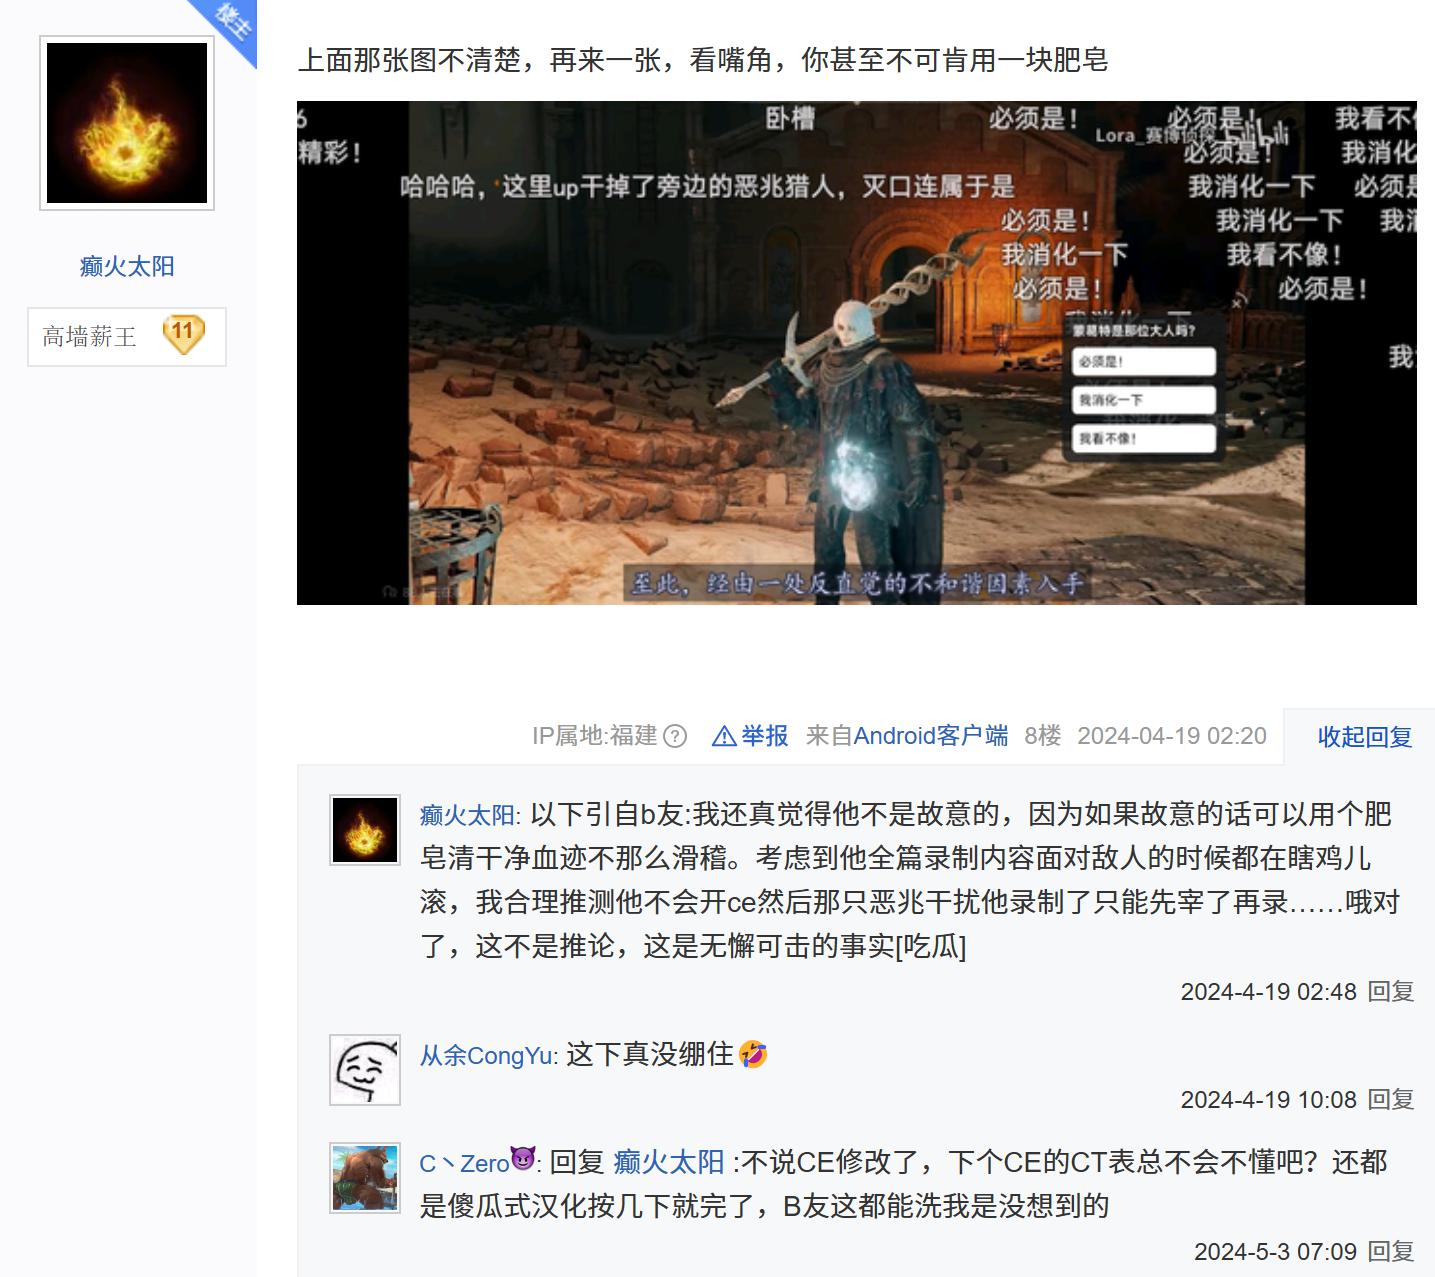 楼主
癫火太阳
高墙薪王
11
上面那张图不清楚，再来一张，看嘴角，你甚至不可肯用一块肥皂
6
卧槽
必须是！
必须是！
我看不
Lora_赛博侦探
bilibili
精彩！
必须是！
我消化
哈哈哈，这里up干掉了旁边的恶兆猎人，灭口连属于是
我消化一下
必须是
必须是！
我消化一下
我
我消化一下
我看不像！
必须是！
必须是！
我消化一下
蒙葛特是那位大人吗？
必须是！
我
我消化一下
我看不像！
至此，经由一处反直觉的不和谐因素入手
IP属地:福建 ? 举报 来自Android客户端 8楼 2024-04-19 02:20 收起回复
癫火太阳: 以下引自b友:我还真觉得他不是故意的，因为如果故意的话可以用个肥
皂清干净血迹不那么滑稽。考虑到他全篇录制内容面对敌人的时候都在瞎鸡儿
滚，我合理推测他不会开ce然后那只恶兆干扰他录制了只能先宰了再录……哦对
了，这不是推论，这是无懈可击的事实[吃瓜]
2024-4-19 02:48 回复
从余CongYu: 这下真没绷住🤣
2024-4-19 10:08 回复
C丶Zero😈: 回复 癫火太阳 :不说CE修改了，下个CE的CT表总不会不懂吧？还都
是傻瓜式汉化按几下就完了，B友这都能洗我是没想到的
2024-5-3 07:09 回复